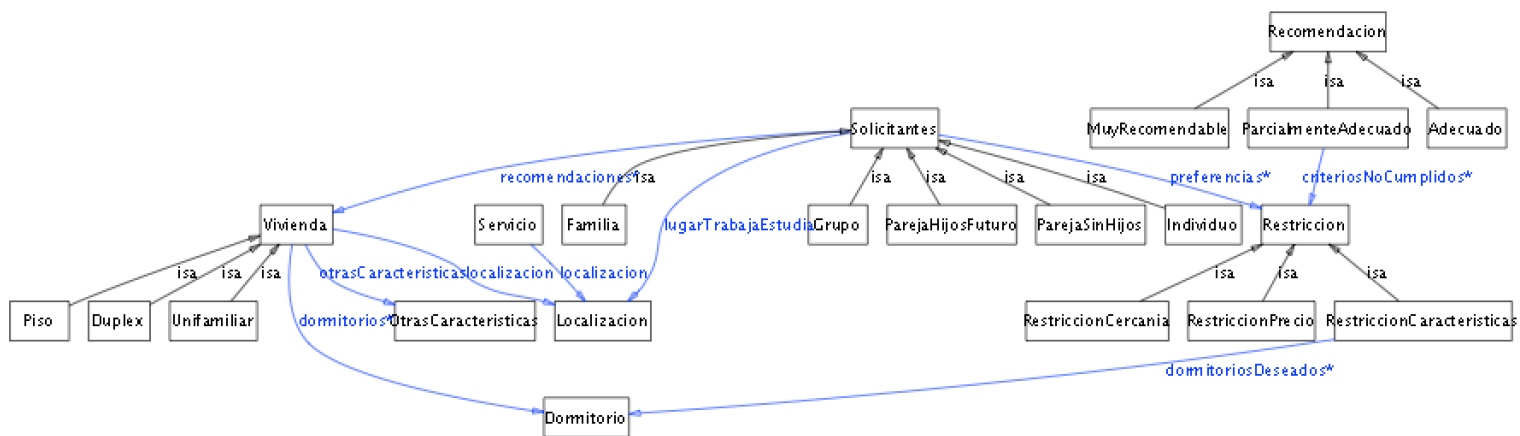 Recomendacion
isa
isa
isa
MuyRecomendable
ParcialmenteAdecuado
Adecuado
Solicitantes
recomendaciones*
isa
isa
isa
isa
isa
preferencias*
criteriosNoCumplidos*
Vivienda
Servicio
Familia
lugarTrabajaEstudia
Grupo
ParejaHijosFuturo
ParejaSinHijos
Individuo
Restriccion
isa
isa
isa
otrasCaracteristicas
localizacion
localizacion
isa
isa
isa
Piso
Duplex
Unifamiliar
dormitorios*
OtrasCaracteristicas
Localizacion
RestriccionCercania
RestriccionPrecio
RestriccionCaracteristicas
dormitoriosDeseados*
Dormitorio